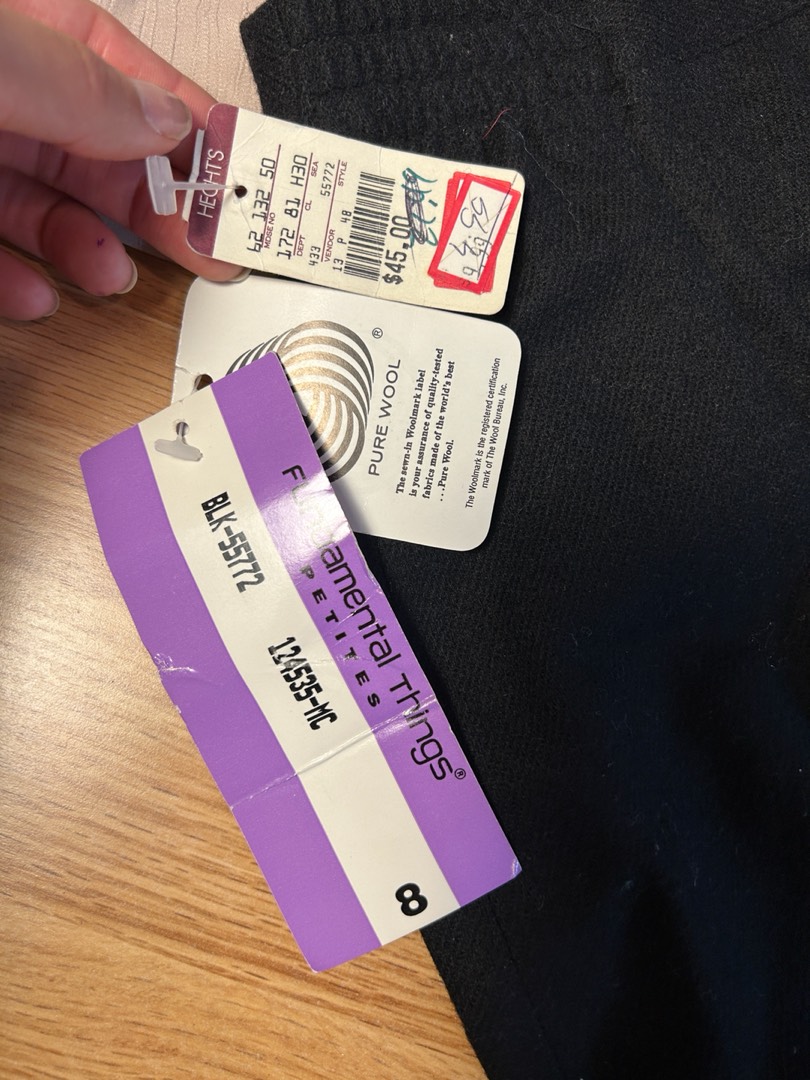 HECHT'S
62 132 50
MDSE NO
172 81 H30
DEPT CL SEA
433 55772
VENDOR STYLE
13 P 48
$45.00
®
PURE WOOL
The sewn-in Woolmark label
is your assurance of quality-tested
fabrics made of the world's best
...Pure Wool.
The Woolmark is the registered certification
mark of The Wool Bureau, Inc.
Fundamental Things®
PETITES
BLK-55772 124535-MC
8